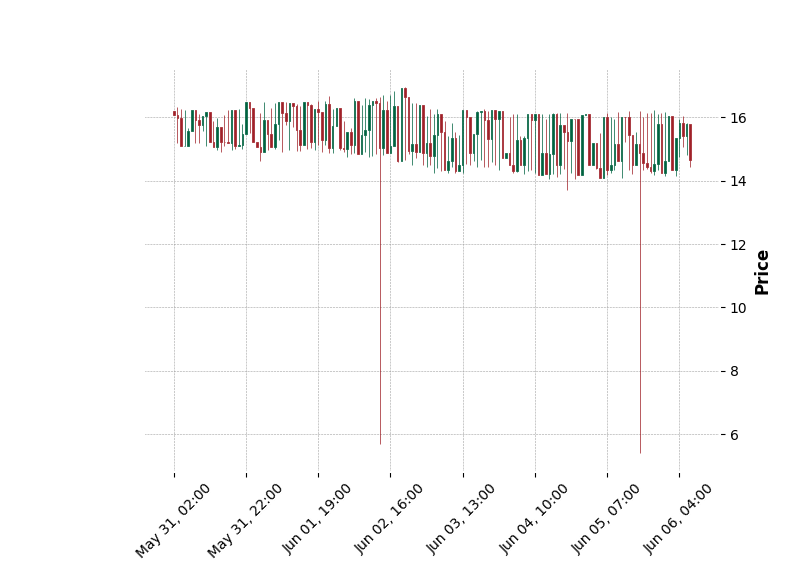 16
14
12
10
8
6
Price
May 31, 02:00
May 31, 22:00
Jun 01, 19:00
Jun 02, 16:00
Jun 03, 13:00
Jun 04, 10:00
Jun 05, 07:00
Jun 06, 04:00